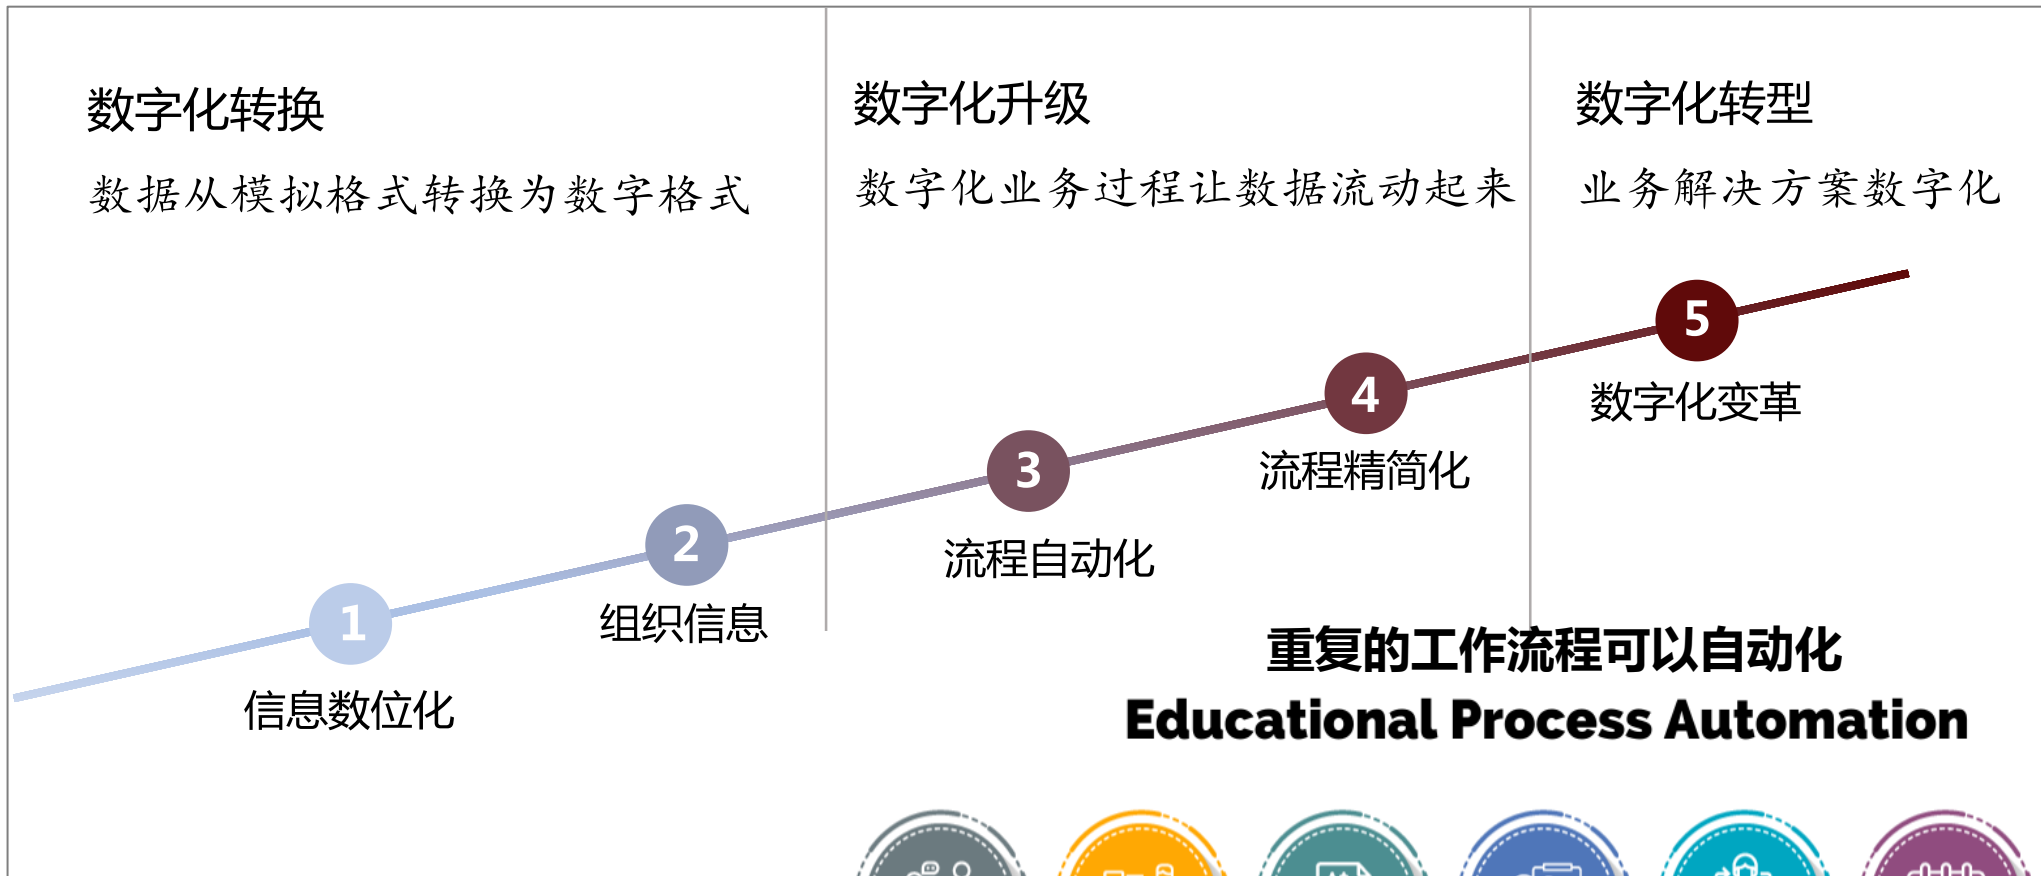 数字化转换
数据从模拟格式转换为数字格式
数字化升级
数字化业务过程让数据流动起来
数字化转型
业务解决方案数字化
1
信息数位化
2
组织信息
3
流程自动化
4
流程精简化
5
数字化变革
重复的工作流程可以自动化
Educational Process Automation